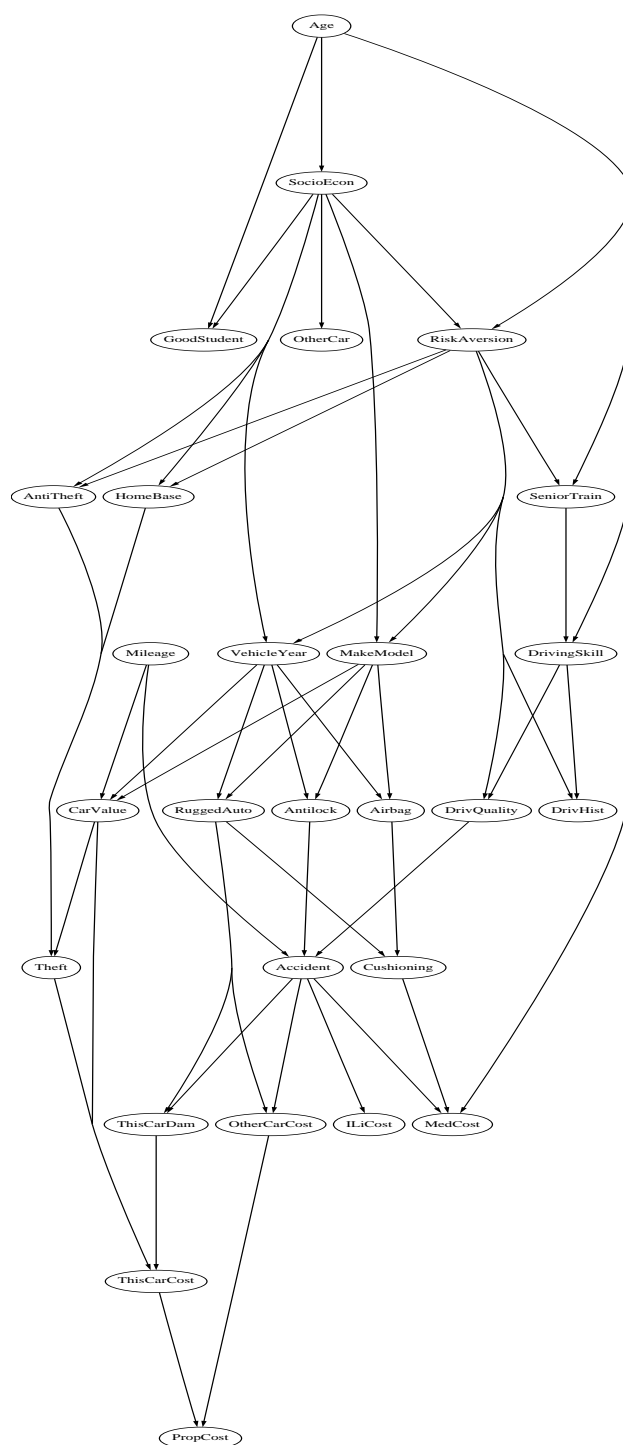 Age
SocioEcon
GoodStudent
OtherCar
RiskAversion
AntiTheft
HomeBase
SeniorTrain
Mileage
VehicleYear
MakeModel
DrivingSkill
CarValue
RuggedAuto
Antilock
Airbag
DrivQuality
DrivHist
Theft
Accident
Cushioning
ThisCarDam
OtherCarCost
ILiCost
MedCost
ThisCarCost
PropCost